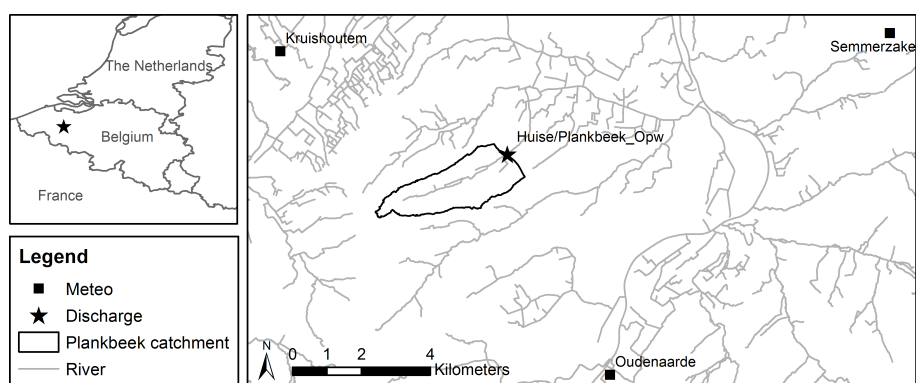 The Netherlands
Belgium
France
Legend
Meteo
Discharge
Plankbeek catchment
River
Kruishoutem
Semmerzake
Huise/Plankbeek_Opw
Oudenaarde
N
0 1 2 4
Kilometers